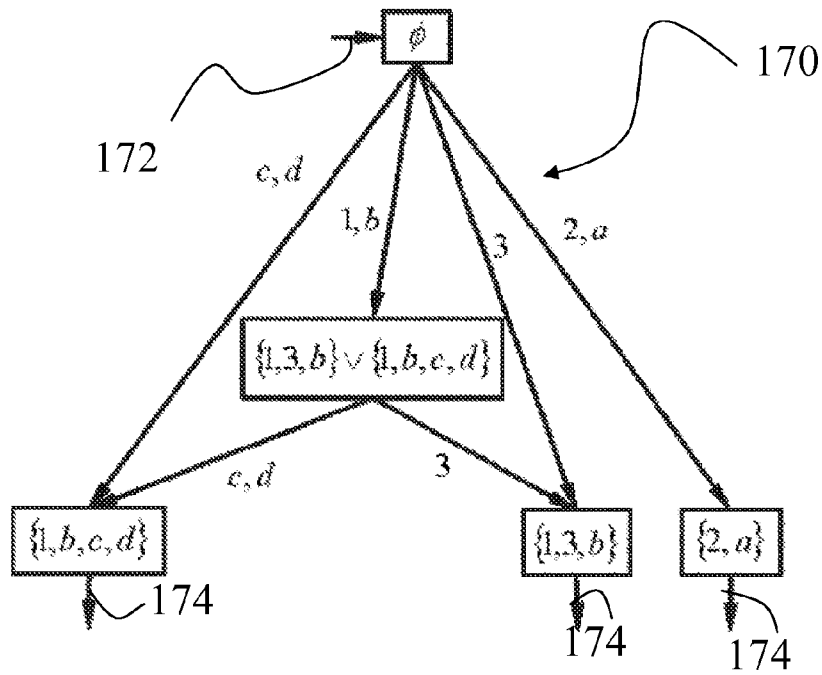 ϕ
170
172
c,d
1,b
3
2,a
{1,3,b}∨{1,b,c,d}
c,d
3
{1,b,c,d}
{1,3,b}
{2,a}
174
174
174